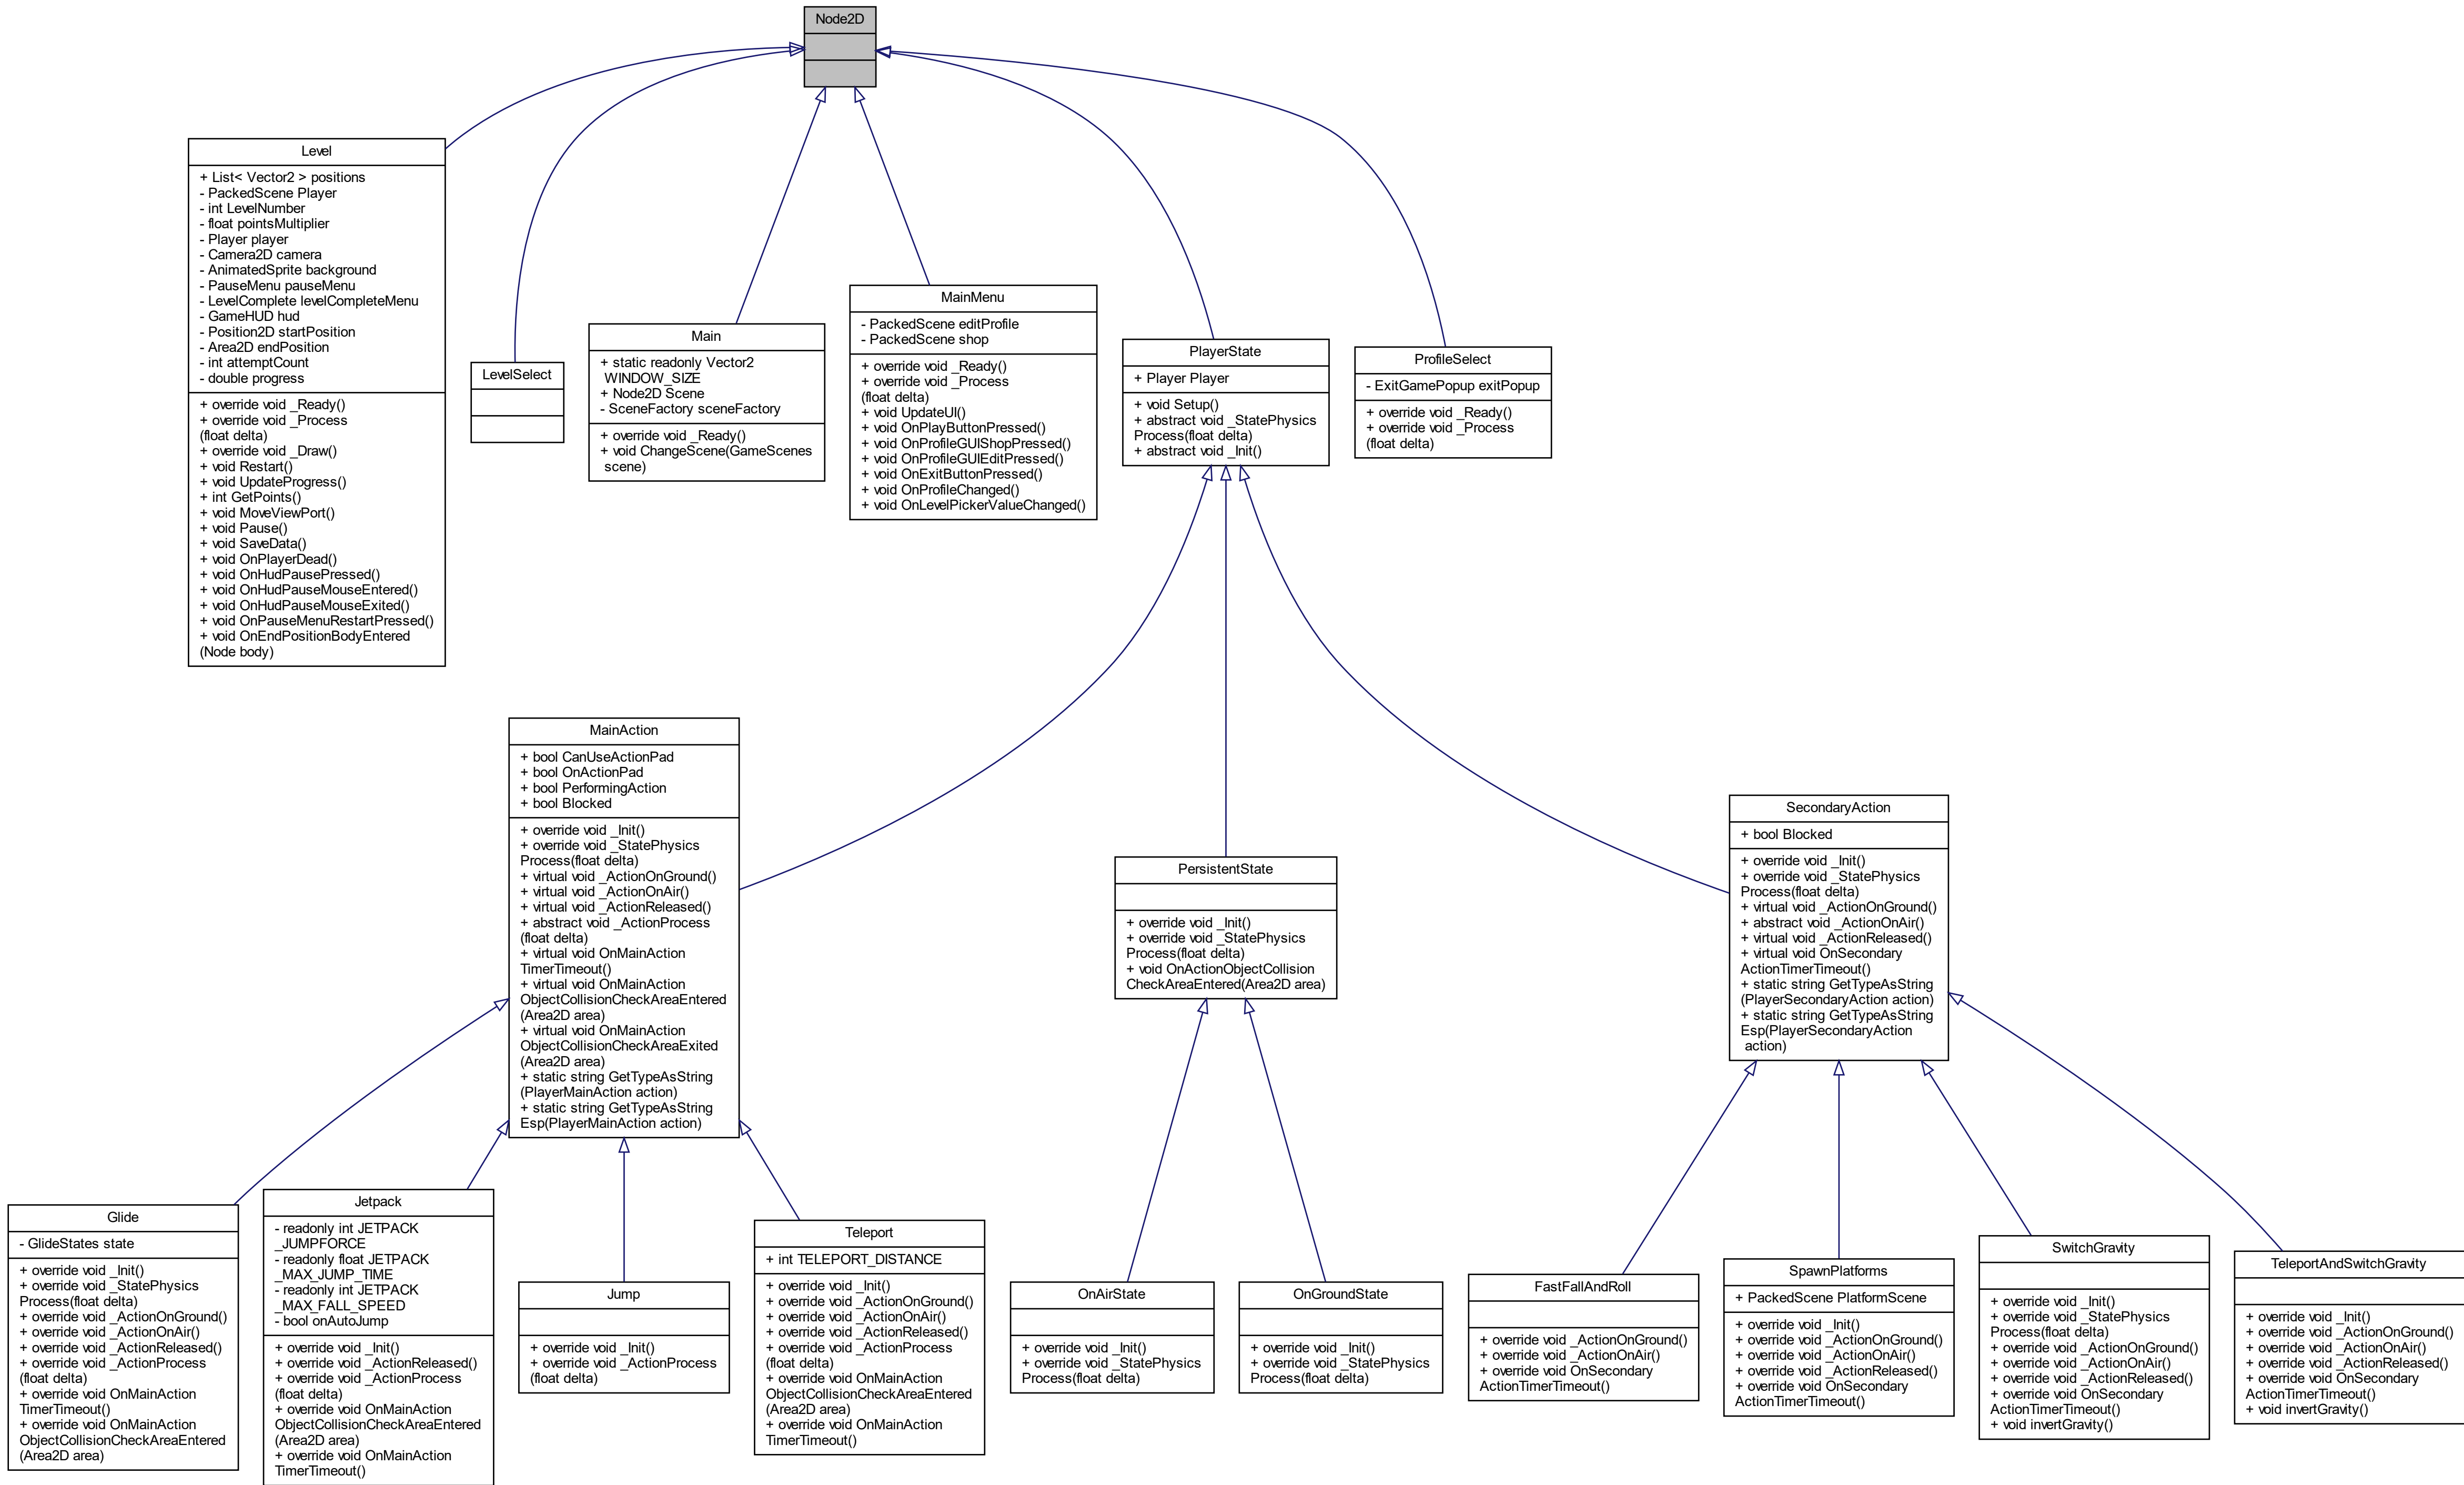 Node2D
Level
+ List< Vector2 > positions
- PackedScene Player
- int LevelNumber
- float pointsMultiplier
- Player player
- Camera2D camera
- AnimatedSprite background
- PauseMenu pauseMenu
- LevelComplete levelCompleteMenu
- GameHUD hud
- Position2D startPosition
- Area2D endPosition
- int attemptCount
- double progress
+ override void _Ready()
+ override void _Process
(float delta)
+ override void _Draw()
+ void Restart()
+ void UpdateProgress()
+ int GetPoints()
+ void MoveViewPort()
+ void Pause()
+ void SaveData()
+ void OnPlayerDead()
+ void OnHudPausePressed()
+ void OnHudPauseMouseEntered()
+ void OnHudPauseMouseExited()
+ void OnPauseMenuRestartPressed()
+ void OnEndPositionBodyEntered
(Node body)
LevelSelect
Main
+ static readonly Vector2
WINDOW_SIZE
+ Node2D Scene
- SceneFactory sceneFactory
+ override void _Ready()
+ void ChangeScene(GameScenes
scene)
MainMenu
- PackedScene editProfile
- PackedScene shop
+ override void _Ready()
+ override void _Process
(float delta)
+ void UpdateUI()
+ void OnPlayButtonPressed()
+ void OnProfileGUIShopPressed()
+ void OnProfileGUIEditPressed()
+ void OnExitButtonPressed()
+ void OnProfileChanged()
+ void OnLevelPickerValueChanged()
PlayerState
+ Player Player
+ void Setup()
+ abstract void _StatePhysics
Process(float delta)
+ abstract void _Init()
ProfileSelect
- ExitGamePopup exitPopup
+ override void _Ready()
+ override void _Process
(float delta)
MainAction
+ bool CanUseActionPad
+ bool OnActionPad
+ bool PerformingAction
+ bool Blocked
+ override void _Init()
+ override void _StatePhysics
Process(float delta)
+ virtual void _ActionOnGround()
+ virtual void _ActionOnAir()
+ virtual void _ActionReleased()
+ abstract void _ActionProcess
(float delta)
+ virtual void OnMainAction
TimerTimeout()
+ virtual void OnMainAction
ObjectCollisionCheckAreaEntered
(Area2D area)
+ virtual void OnMainAction
ObjectCollisionCheckAreaExited
(Area2D area)
+ static string GetTypeAsString
(PlayerMainAction action)
+ static string GetTypeAsString
Esp(PlayerMainAction action)
PersistentState
+ override void _Init()
+ override void _StatePhysics
Process(float delta)
+ void OnActionObjectCollision
CheckAreaEntered(Area2D area)
SecondaryAction
+ bool Blocked
+ override void _Init()
+ override void _StatePhysics
Process(float delta)
+ virtual void _ActionOnGround()
+ abstract void _ActionOnAir()
+ virtual void _ActionReleased()
+ virtual void OnSecondary
ActionTimerTimeout()
+ static string GetTypeAsString
(PlayerSecondaryAction action)
+ static string GetTypeAsString
Esp(PlayerSecondaryAction
action)
Glide
- GlideStates state
+ override void _Init()
+ override void _StatePhysics
Process(float delta)
+ override void _ActionOnGround()
+ override void _ActionOnAir()
+ override void _ActionReleased()
+ override void _ActionProcess
(float delta)
+ override void OnMainAction
TimerTimeout()
+ override void OnMainAction
ObjectCollisionCheckAreaEntered
(Area2D area)
Jetpack
- readonly int JETPACK
_JUMPFORCE
- readonly float JETPACK
_MAX_JUMP_TIME
- readonly int JETPACK
_MAX_FALL_SPEED
- bool onAutoJump
+ override void _Init()
+ override void _ActionReleased()
+ override void _ActionProcess
(float delta)
+ override void OnMainAction
ObjectCollisionCheckAreaEntered
(Area2D area)
+ override void OnMainAction
TimerTimeout()
Jump
+ override void _Init()
+ override void _ActionProcess
(float delta)
Teleport
+ int TELEPORT_DISTANCE
+ override void _Init()
+ override void _ActionOnGround()
+ override void _ActionOnAir()
+ override void _ActionReleased()
+ override void _ActionProcess
(float delta)
+ override void OnMainAction
ObjectCollisionCheckAreaEntered
(Area2D area)
+ override void OnMainAction
TimerTimeout()
OnAirState
+ override void _Init()
+ override void _StatePhysics
Process(float delta)
OnGroundState
+ override void _Init()
+ override void _StatePhysics
Process(float delta)
FastFallAndRoll
+ override void _ActionOnGround()
+ override void _ActionOnAir()
+ override void OnSecondary
ActionTimerTimeout()
SpawnPlatforms
+ PackedScene PlatformScene
+ override void _Init()
+ override void _ActionOnGround()
+ override void _ActionOnAir()
+ override void _ActionReleased()
+ override void OnSecondary
ActionTimerTimeout()
SwitchGravity
+ override void _Init()
+ override void _StatePhysics
Process(float delta)
+ override void _ActionOnGround()
+ override void _ActionOnAir()
+ override void _ActionReleased()
+ override void OnSecondary
ActionTimerTimeout()
+ void invertGravity()
TeleportAndSwitchGravity
+ override void _Init()
+ override void _ActionOnGround()
+ override void _ActionOnAir()
+ override void _ActionReleased()
+ override void OnSecondary
ActionTimerTimeout()
+ void invertGravity()